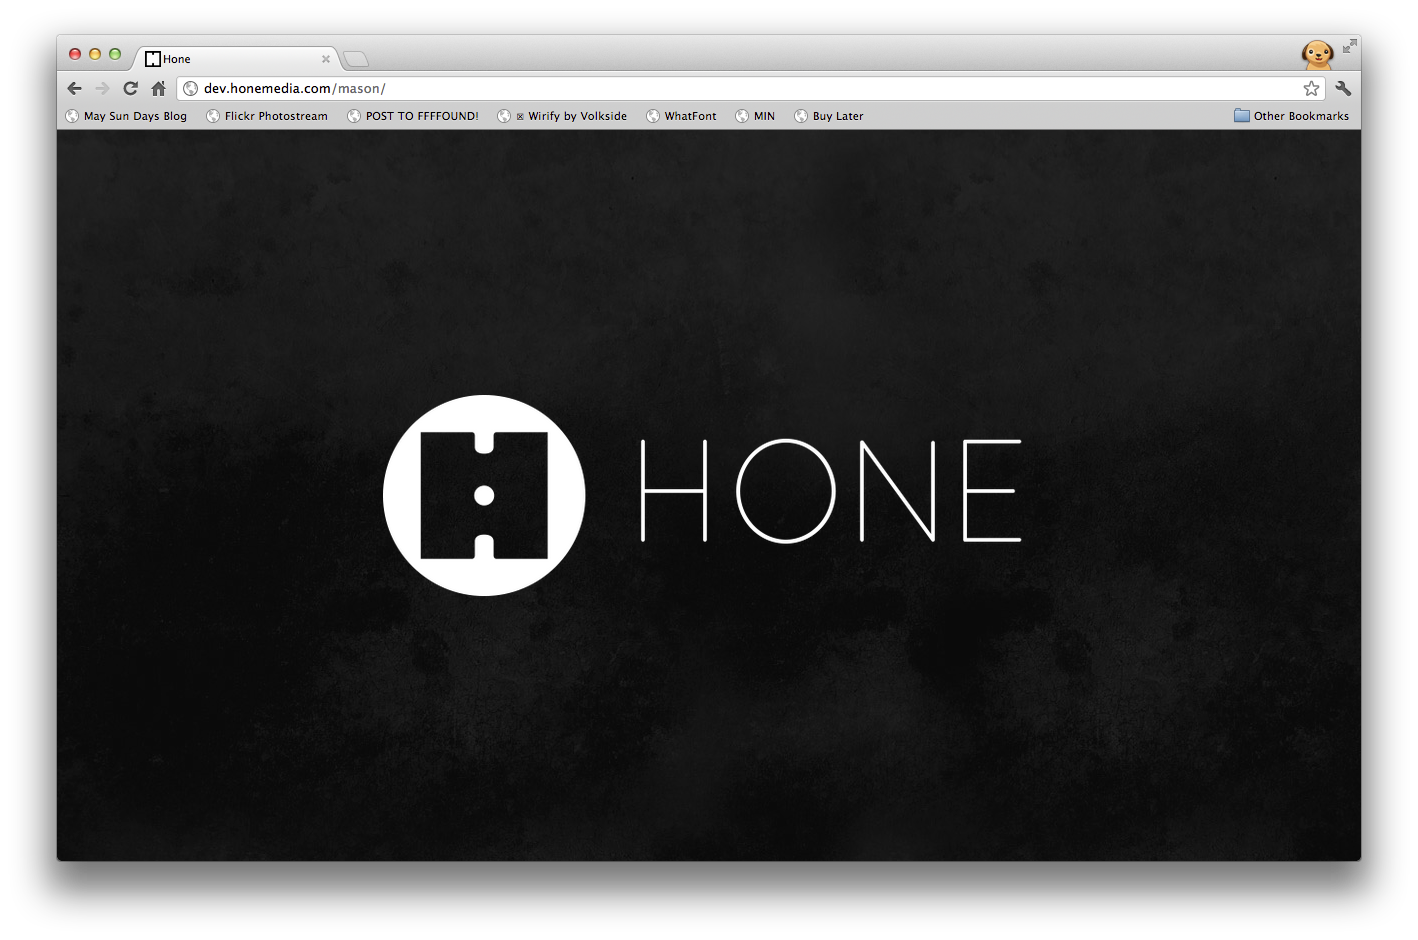 Hone
dev.honemedia.com/mason/
May Sun Days Blog Flickr Photostream POST TO FFFFOUND! Wirify by Volkside WhatFont MIN Buy Later Other Bookmarks
HONE